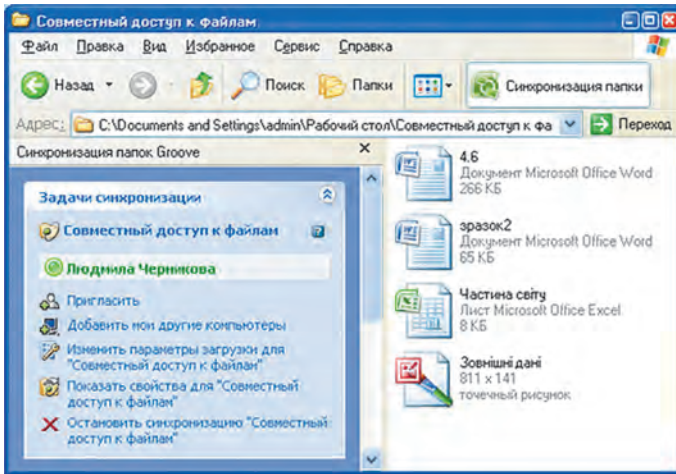 Совместный доступ к файлам
Файл Правка Вид Избранное Сервис Справка
Назад Поиск Папки Синхронизация папки
Адрес: C:\Documents and Settings\admin\Рабочий стол\Совместный доступ к фа Переход
Синхронизация папок Groove
Задачи синхронизации
Совместный доступ к файлам
Людмила Черникова
Пригласить
Добавить мои другие компьютеры
Изменить параметры загрузки для
"Совместный доступ к файлам"
Показать свойства для "Совместный
доступ к файлам"
Остановить синхронизацию "Совместный
доступ к файлам"
4.6
Документ Microsoft Office Word
266 КБ
зразок2
Документ Microsoft Office Word
65 КБ
Частина світу
Лист Microsoft Office Excel
8 КБ
Зовнішні дані
811 x 141
точечный рисунок